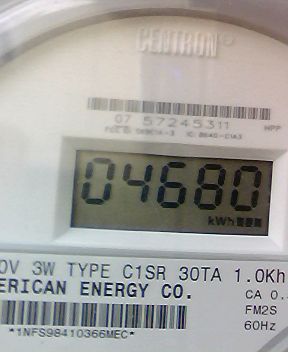 CENTRON®
07 57245311 HPP
04680
kWh
0V 3W TYPE C1SR 30TA 1.0Kh
ERICAN ENERGY CO. CA 0.
FM2S
60Hz
*1NFS98410366MEC*